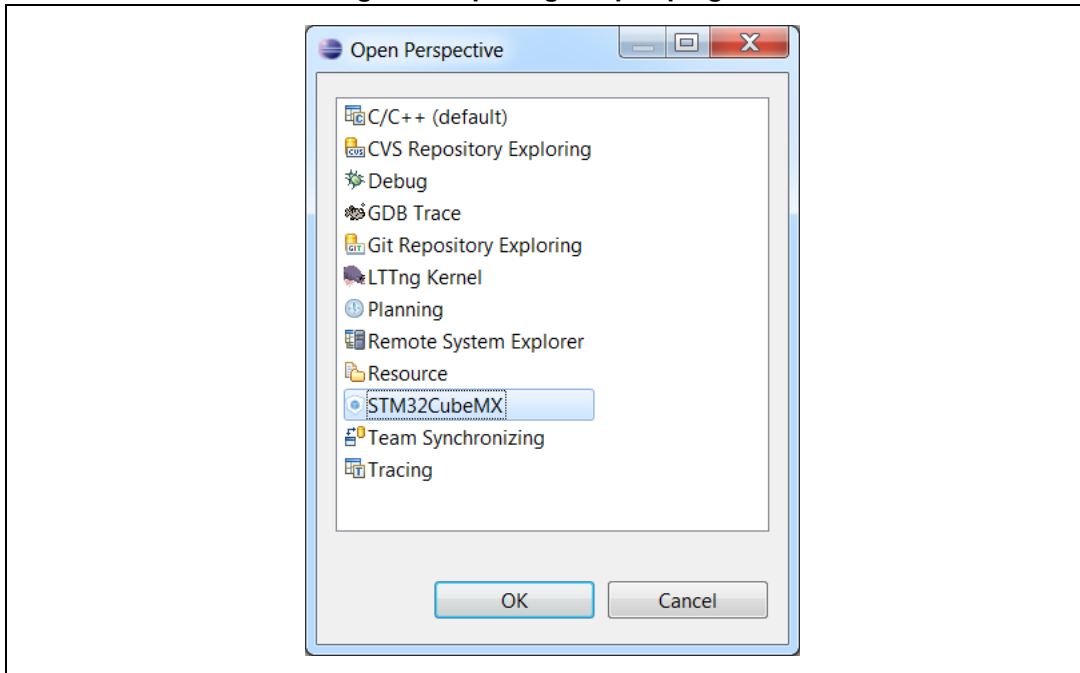 Open Perspective
C/C++ (default)
CVS Repository Exploring
Debug
GDB Trace
Git Repository Exploring
LTTng Kernel
Planning
Remote System Explorer
Resource
STM32CubeMX
Team Synchronizing
Tracing
OK
Cancel